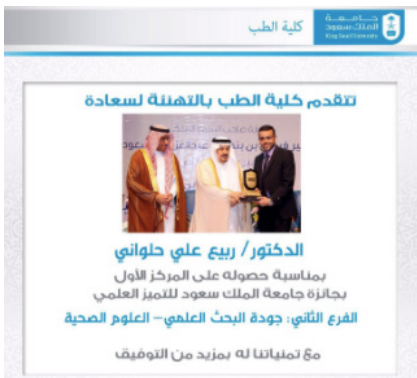 جامعة
الملك سعود
King Saud University
كلية الطب
تتقدم كلية الطب بالتهنئة لسعادة
الدكتور/ ربيع علي حلواني
بمناسبة حصوله على المركز الأول
بجائزة جامعة الملك سعود للتميز العلمي
الفرع الثاني: جودة البحث العلمي – العلوم الصحية
مع تمنياتنا له بمزيد من التوفيق